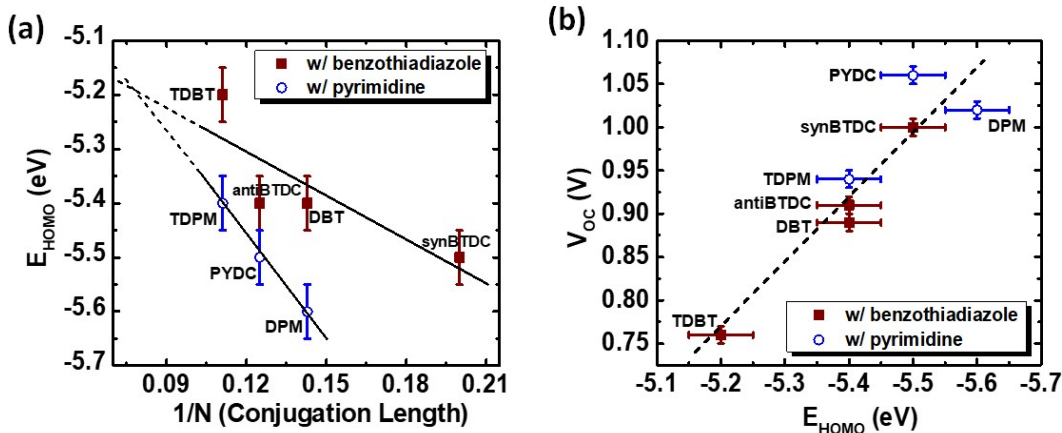 (a)
-5.1
-5.2
-5.3
-5.4
-5.5
-5.6
-5.7
E_HOMO (eV)
w/ benzothiadiazole
w/ pyrimidine
TDBT
antiBTDC
TDPM
DBT
synBTDC
PYDC
DPM
0.09 0.12 0.15 0.18 0.21
1/N (Conjugation Length)
(b)
1.10
1.05
1.00
0.95
0.90
0.85
0.80
0.75
V_OC (V)
PYDC
synBTDC
DPM
TDPM
antiBTDC
DBT
TDBT
w/ benzothiadiazole
w/ pyrimidine
-5.1 -5.2 -5.3 -5.4 -5.5 -5.6 -5.7
E_HOMO (eV)